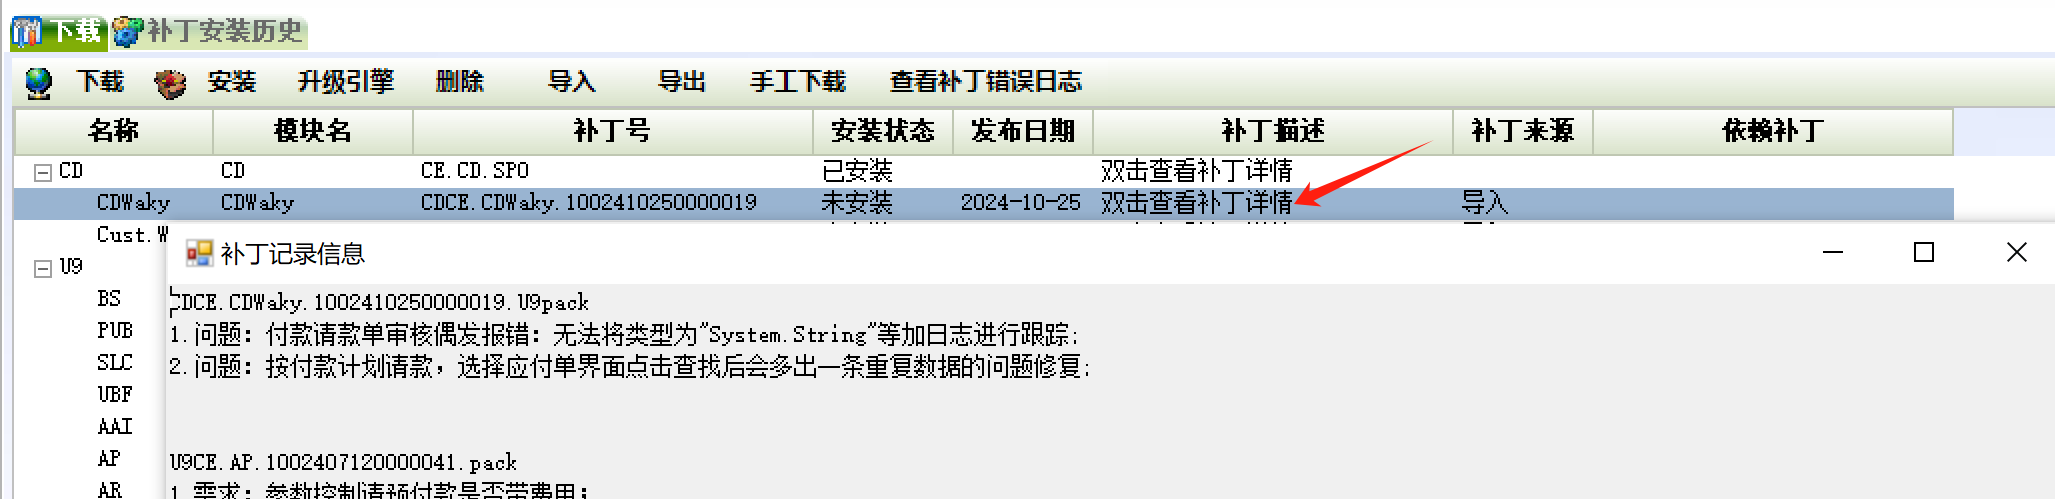 下载 补丁安装历史
下载 安装 升级引擎 删除 导入 导出 手工下载 查看补丁错误日志
名称 模块名 补丁号 安装状态 发布日期 补丁描述 补丁来源 依赖补丁
CD CD CE.CD.SP0 已安装 双击查看补丁详情
CDWaky CDWaky CDCE.CDWaky.1002410250000019 未安装 2024-10-25 双击查看补丁详情 导入
Cust.W
补丁记录信息
U9
BS
CDCE.CDWaky.1002410250000019.U9pack
PUB
1.问题：付款请款单审核偶发报错：无法将类型为"System.String"等加日志进行跟踪;
SLC
2.问题：按付款计划请款，选择应付单界面点击查找后会多出一条重复数据的问题修复;
UBF
AAI
AP
U9CE.AP.1002407120000041.pack
AR
1.需求：参数控制请预付款是否带费用；